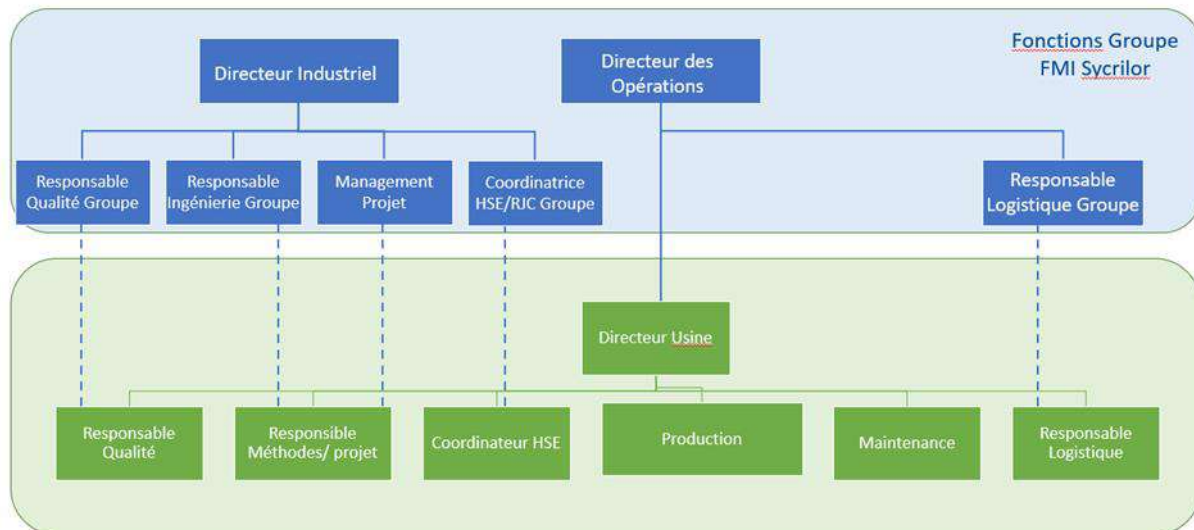 Fonctions Groupe
FMI Sycrilor
Directeur Industriel
Directeur des
Opérations
Responsable
Qualité Groupe
Responsable
Ingénierie Groupe
Management
Projet
Coordinatrice
HSE/RJC Groupe
Responsable
Logistique Groupe
Directeur Usine
Responsable
Qualité
Responsible
Méthodes/ projet
Coordinateur HSE
Production
Maintenance
Responsable
Logistique